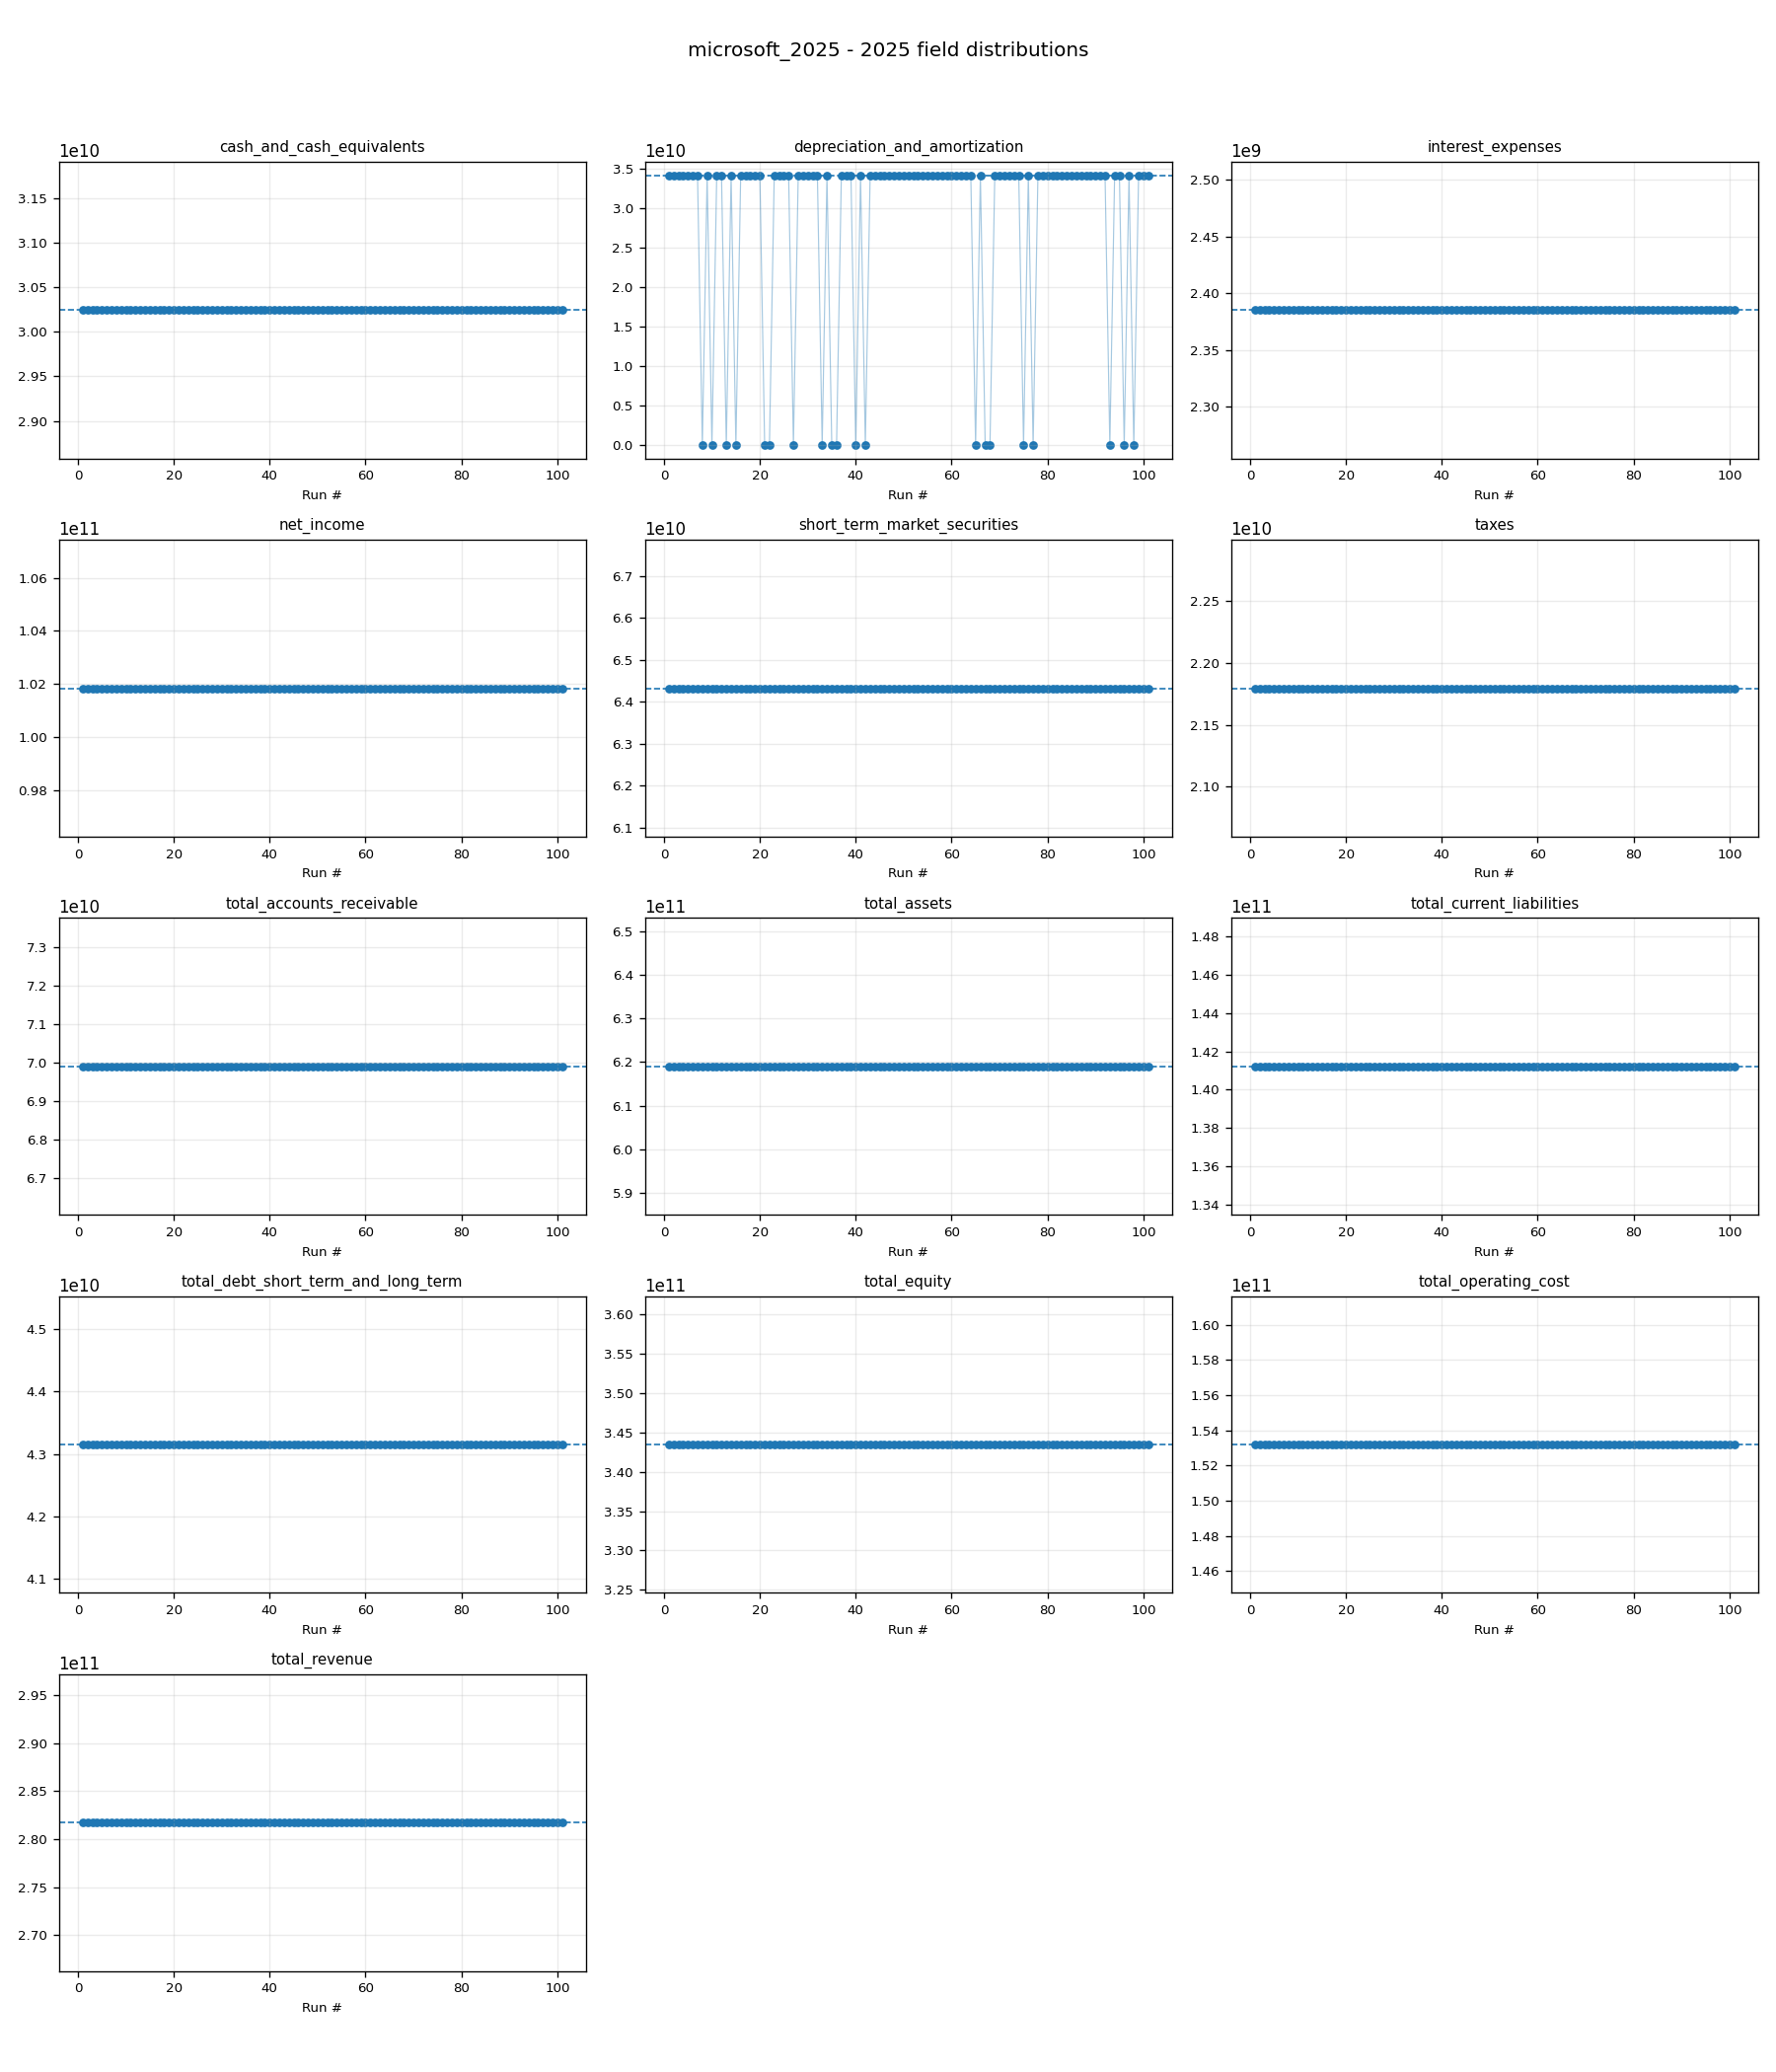 microsoft_2025 - 2025 field distributions
cash_and_cash_equivalents
1e10
3.15
3.10
3.05
3.00
2.95
2.90
0 20 40 60 80 100
Run #
depreciation_and_amortization
1e10
3.5
3.0
2.5
2.0
1.5
1.0
0.5
0.0
0 20 40 60 80 100
Run #
interest_expenses
1e9
2.50
2.45
2.40
2.35
2.30
0 20 40 60 80 100
Run #
net_income
1e11
1.06
1.04
1.02
1.00
0.98
0 20 40 60 80 100
Run #
short_term_market_securities
1e10
6.7
6.6
6.5
6.4
6.3
6.2
6.1
0 20 40 60 80 100
Run #
taxes
1e10
2.25
2.20
2.15
2.10
0 20 40 60 80 100
Run #
total_accounts_receivable
1e10
7.3
7.2
7.1
7.0
6.9
6.8
6.7
0 20 40 60 80 100
Run #
total_assets
1e11
6.5
6.4
6.3
6.2
6.1
6.0
5.9
0 20 40 60 80 100
Run #
total_current_liabilities
1e11
1.48
1.46
1.44
1.42
1.40
1.38
1.36
1.34
0 20 40 60 80 100
Run #
total_debt_short_term_and_long_term
1e10
4.5
4.4
4.3
4.2
4.1
0 20 40 60 80 100
Run #
total_equity
1e11
3.60
3.55
3.50
3.45
3.40
3.35
3.30
3.25
0 20 40 60 80 100
Run #
total_operating_cost
1e11
1.60
1.58
1.56
1.54
1.52
1.50
1.48
1.46
0 20 40 60 80 100
Run #
total_revenue
1e11
2.95
2.90
2.85
2.80
2.75
2.70
0 20 40 60 80 100
Run #